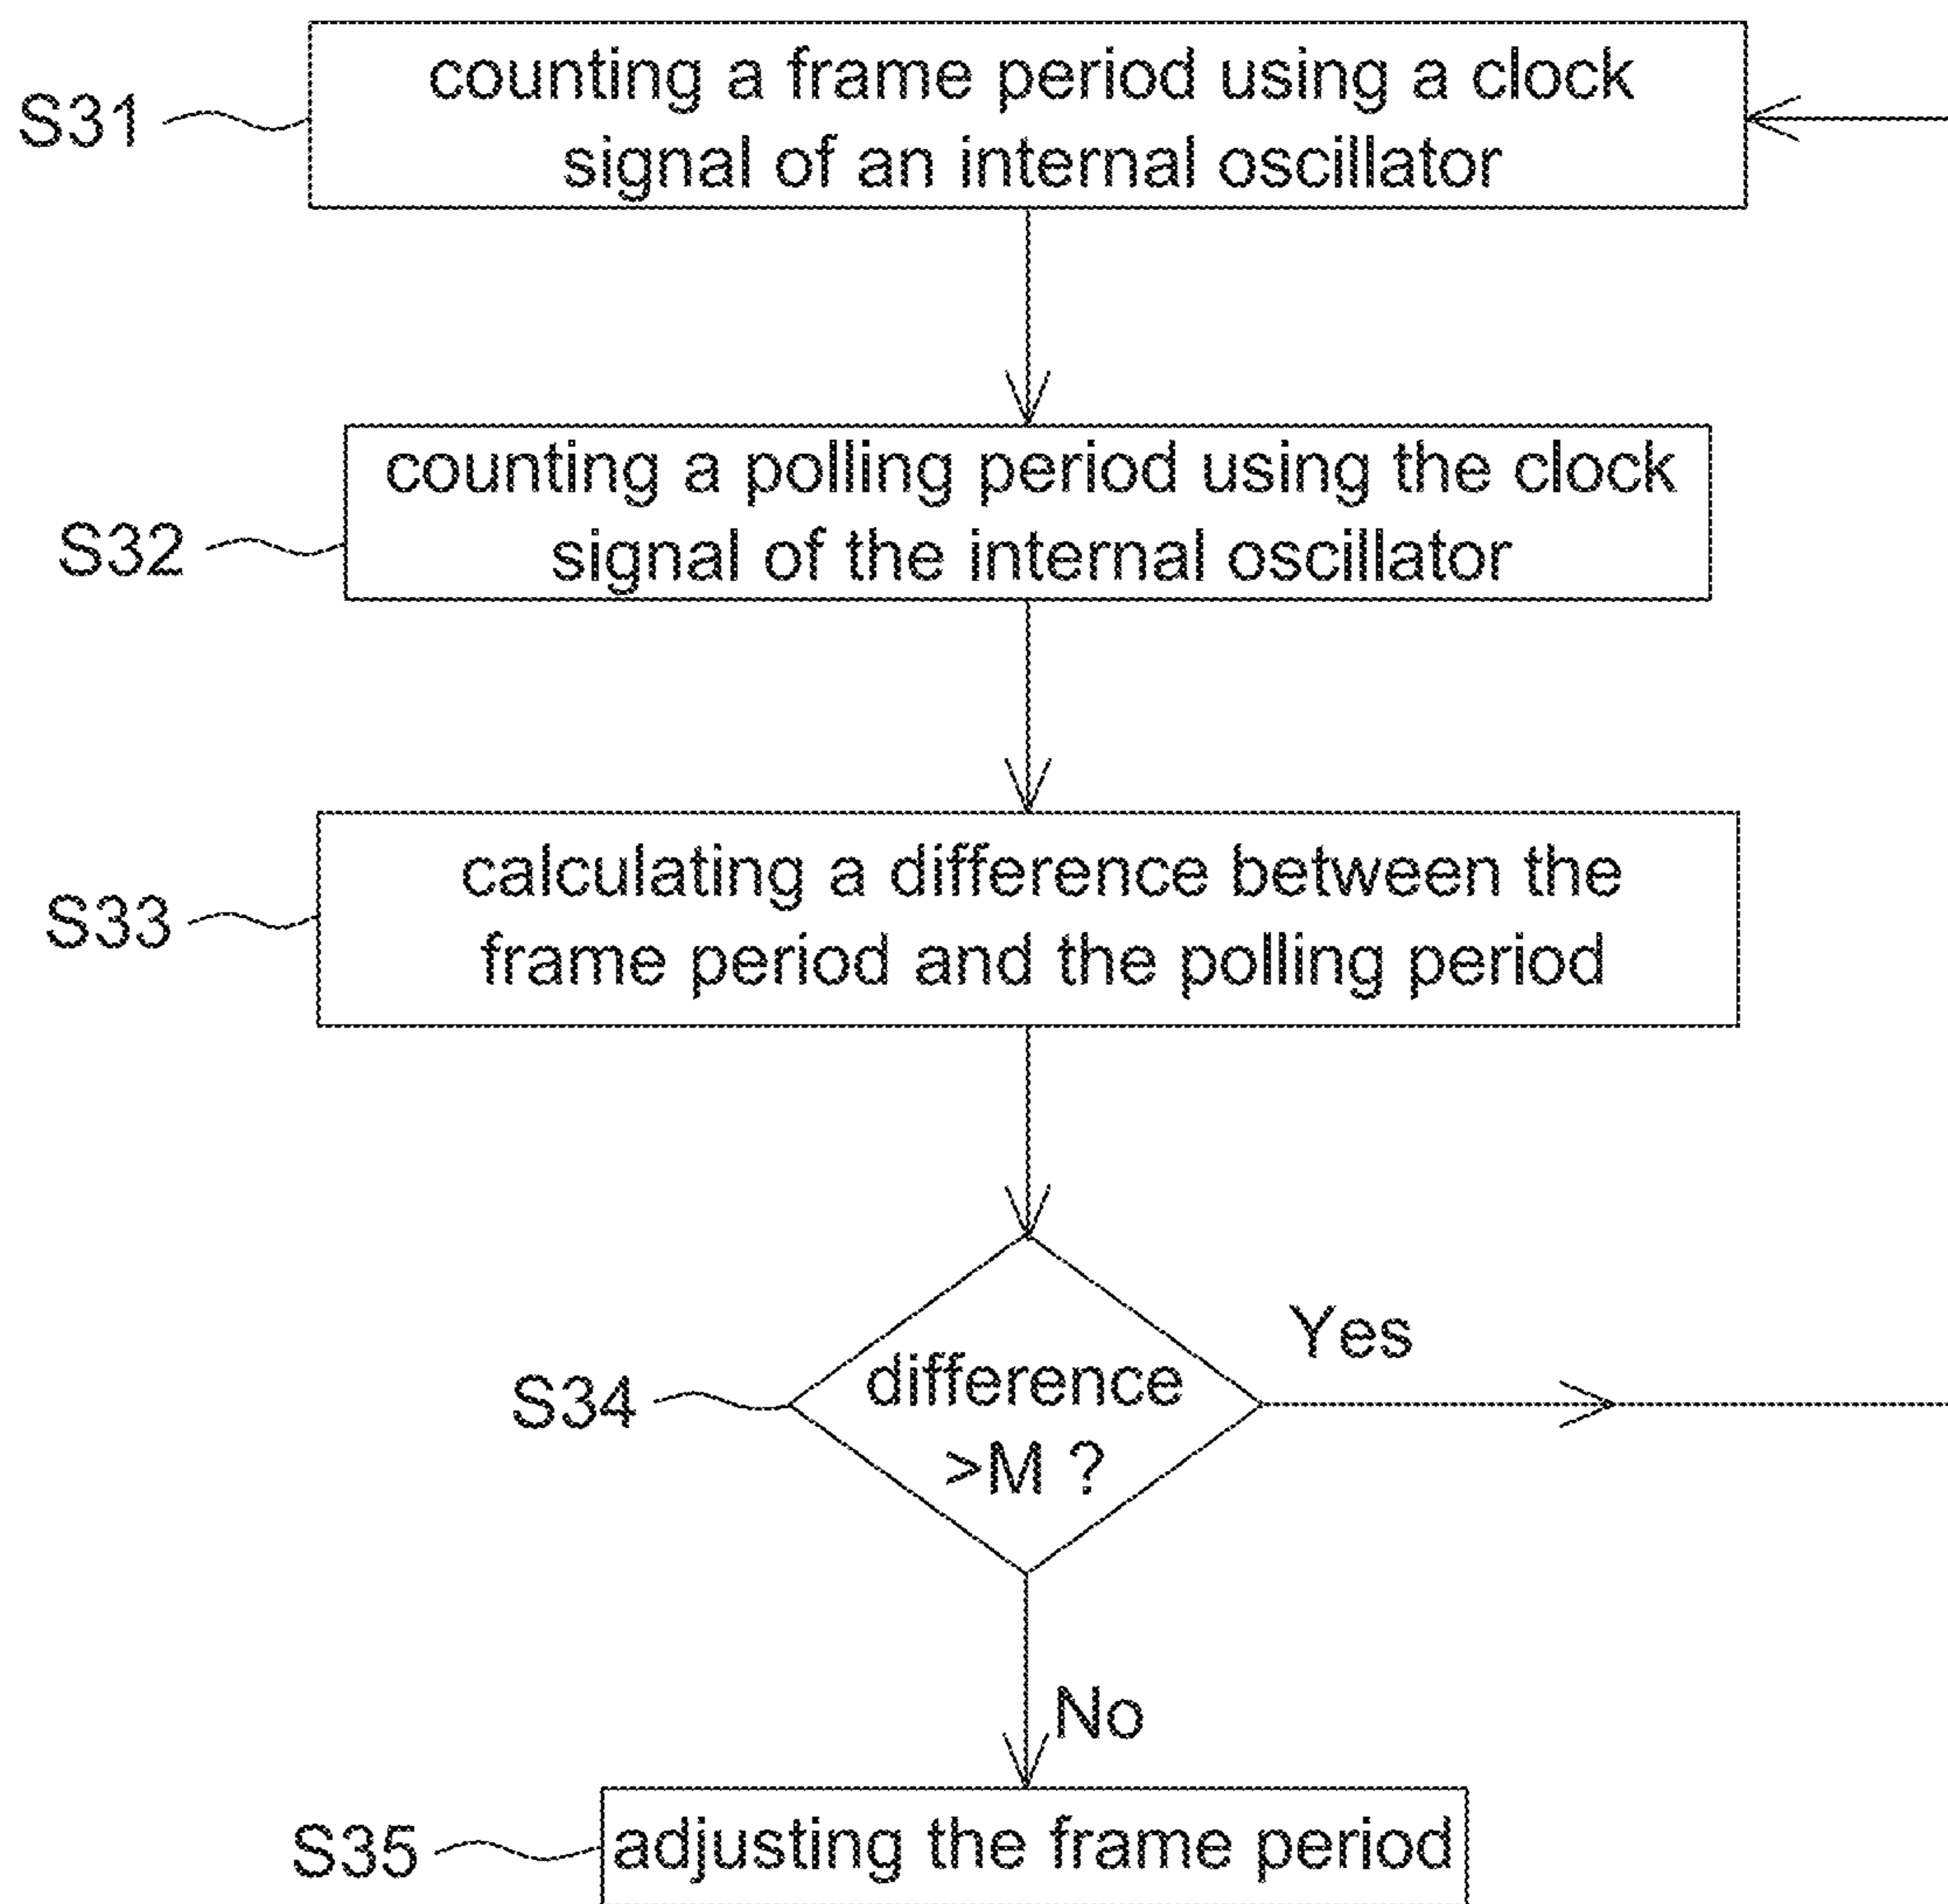 S31
counting a frame period using a clock
signal of an internal oscillator
S32
counting a polling period using the clock
signal of the internal oscillator
S33
calculating a difference between the
frame period and the polling period
S34
difference
>M ?
Yes
No
S35
adjusting the frame period